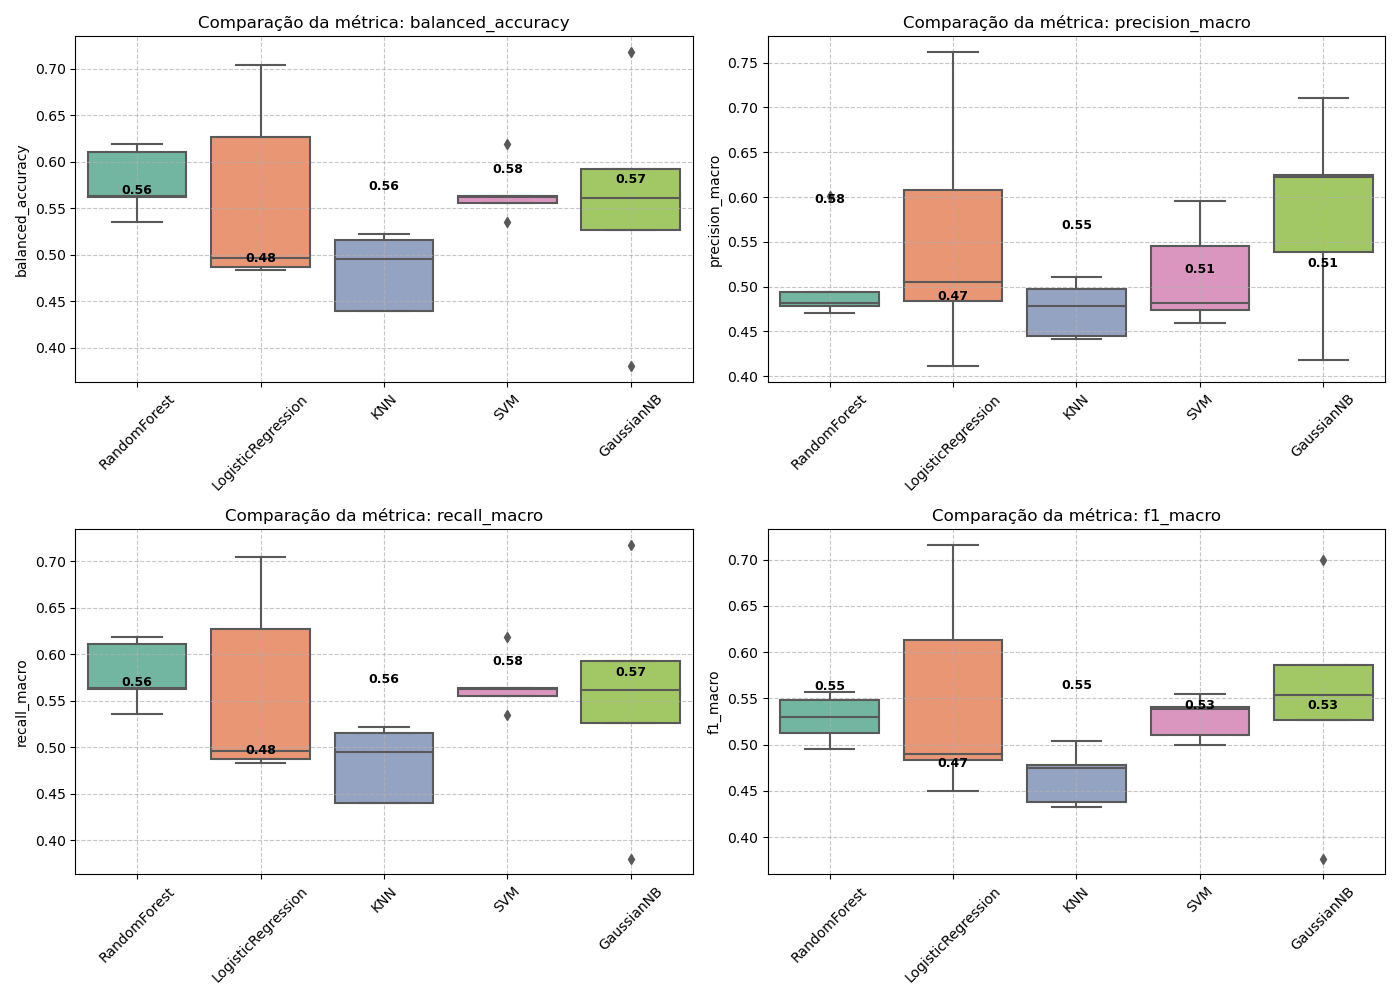 Comparação da métrica: balanced_accuracy
balanced_accuracy
0.70
0.65
0.60
0.55
0.50
0.45
0.40
0.56
0.48
0.56
0.58
0.57
RandomForest
LogisticRegression
KNN
SVM
GaussianNB
Comparação da métrica: precision_macro
precision_macro
0.75
0.70
0.65
0.60
0.55
0.50
0.45
0.40
0.58
0.47
0.55
0.51
0.51
RandomForest
LogisticRegression
KNN
SVM
GaussianNB
Comparação da métrica: recall_macro
recall_macro
0.70
0.65
0.60
0.55
0.50
0.45
0.40
0.56
0.48
0.56
0.58
0.57
RandomForest
LogisticRegression
KNN
SVM
GaussianNB
Comparação da métrica: f1_macro
f1_macro
0.70
0.65
0.60
0.55
0.50
0.45
0.40
0.55
0.47
0.55
0.53
0.53
RandomForest
LogisticRegression
KNN
SVM
GaussianNB